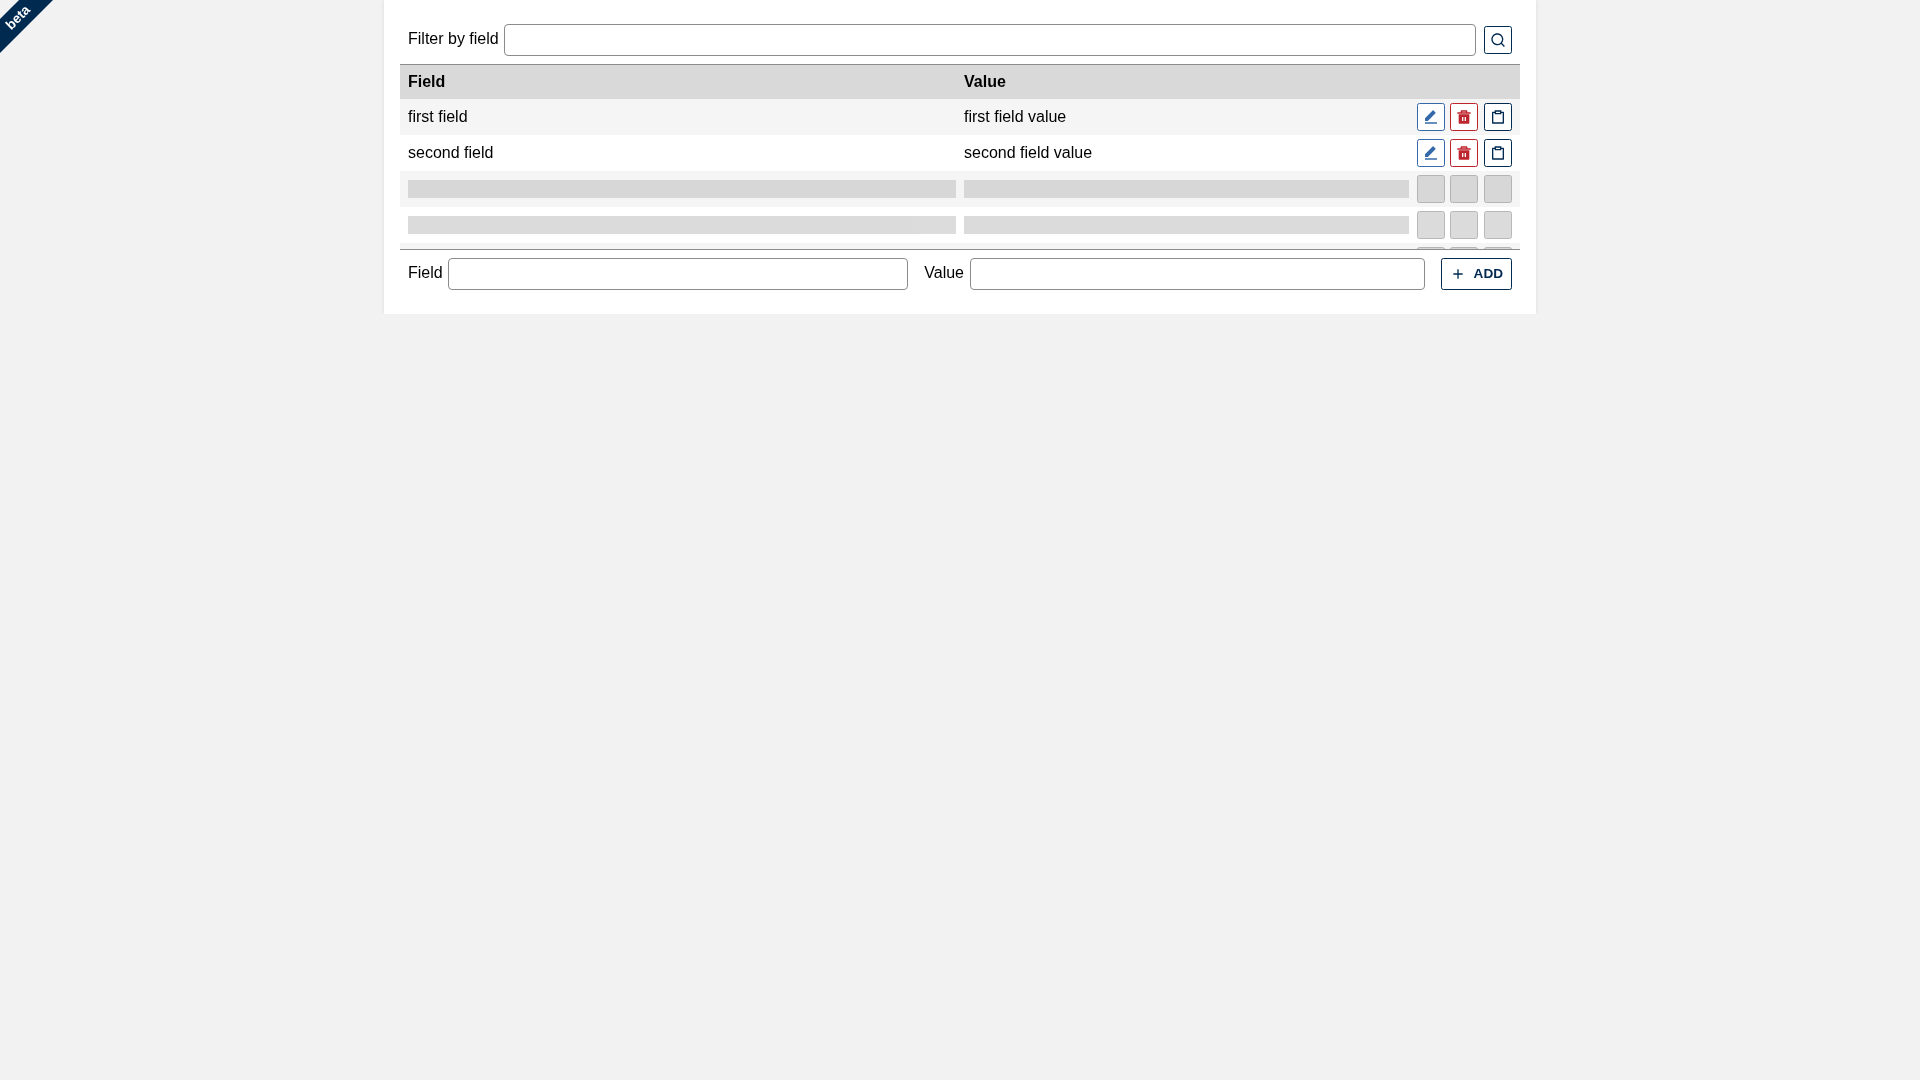 beta
Filter by field
Field Value
first field first field value
second field second field value
Field Value ADD